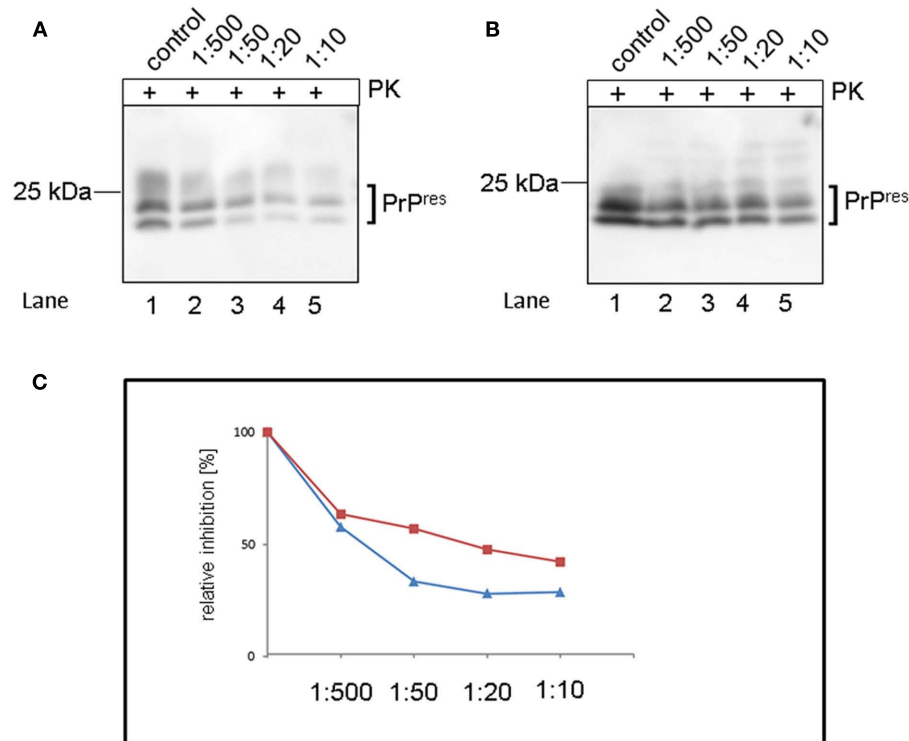 A
control 1:500 1:50 1:20 1:10
+ + + + + PK
25 kDa
PrPres
Lane 1 2 3 4 5
B
control 1:500 1:50 1:20 1:10
+ + + + + PK
25 kDa
PrPres
Lane 1 2 3 4 5
C
relative inhibition [%]
100
50
0
1:500 1:50 1:20 1:10